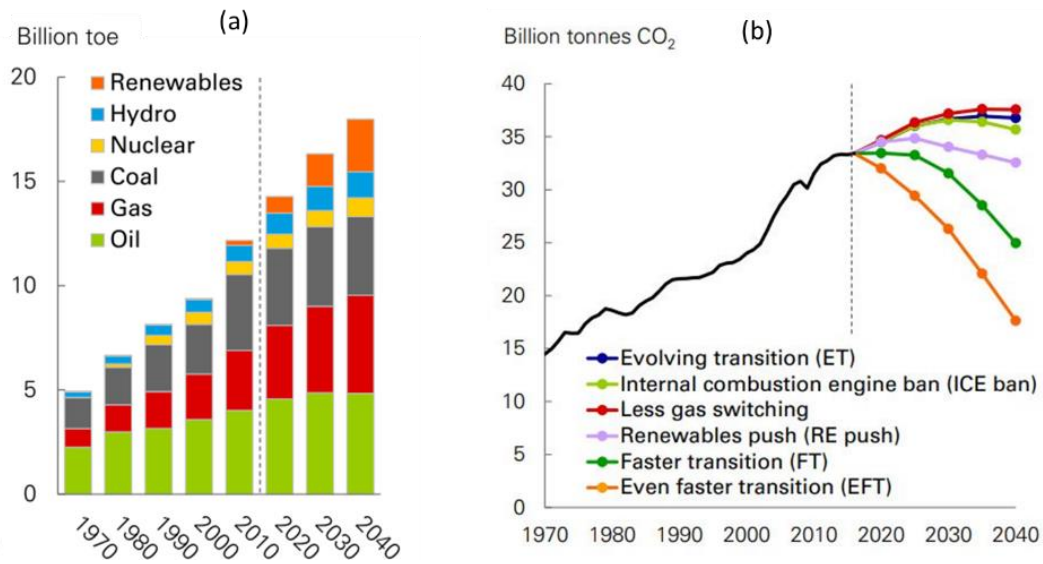 (a)
Billion toe
20
15
10
5
0
Renewables
Hydro
Nuclear
Coal
Gas
Oil
1970
1980
1990
2000
2010
2020
2030
2040
(b)
Billion tonnes CO₂
40
35
30
25
20
15
10
5
0
Evolving transition (ET)
Internal combustion engine ban (ICE ban)
Less gas switching
Renewables push (RE push)
Faster transition (FT)
Even faster transition (EFT)
1970 1980 1990 2000 2010 2020 2030 2040